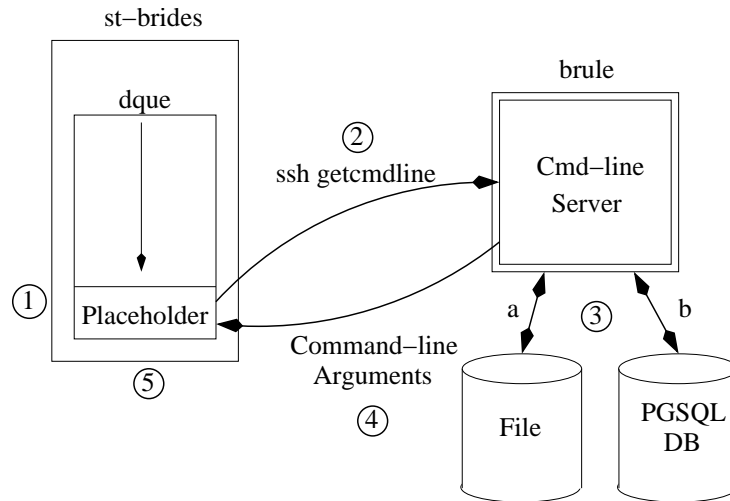 st−brides
brule
dque
2
ssh getcmdline
Cmd−line
Server
1
Placeholder
a
3
b
Command−line
Arguments
5
4
File
PGSQL
DB